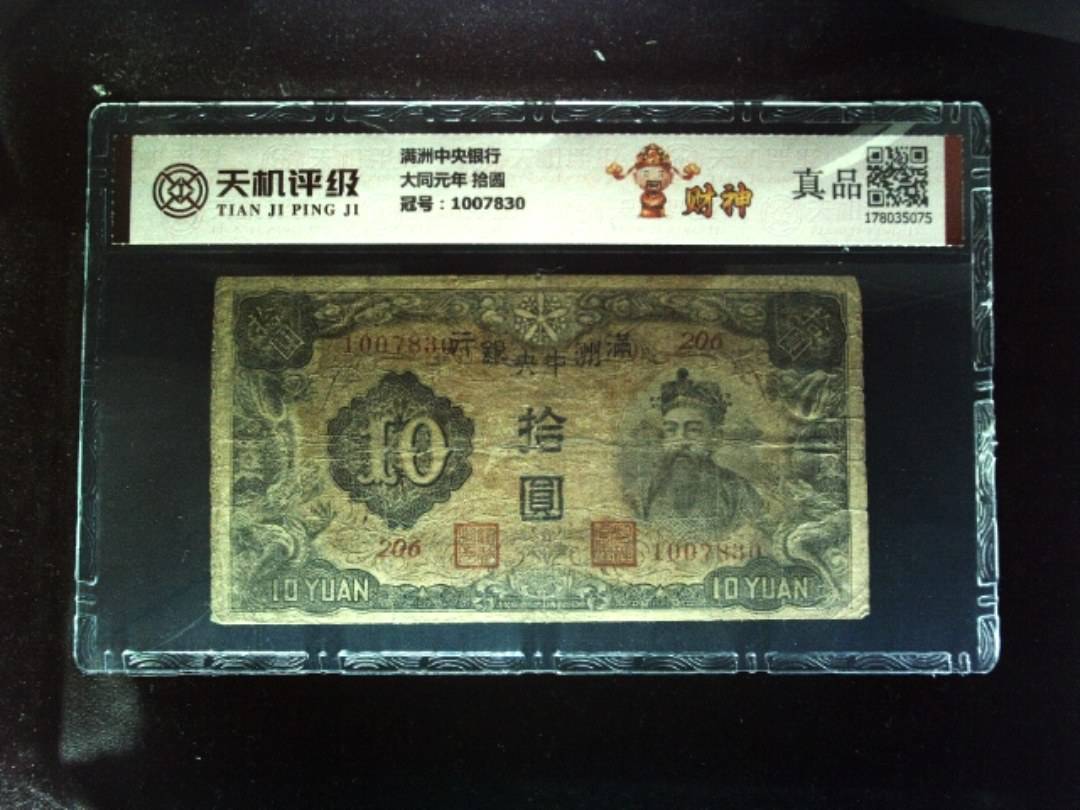 天机评级
TIAN JI PING JI
满洲中央银行
大同元年 拾圆
冠号：1007830
财神
真品
178035075
1007830
206
行銀央中洲滿
10
拾
圓
206
1007830
10 YUAN
10 YUAN